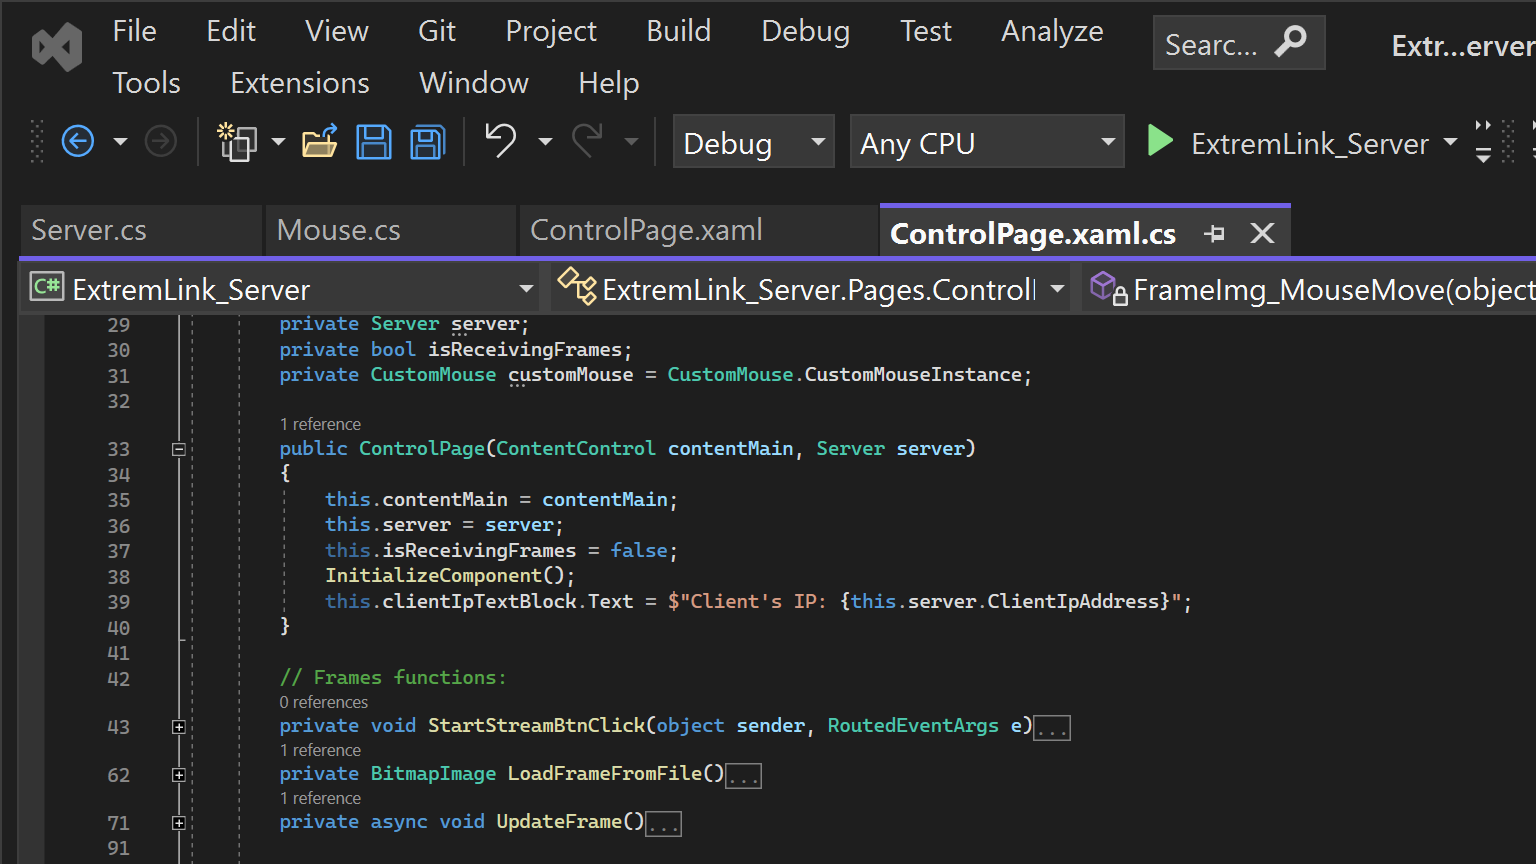 File Edit View Git Project Build Debug Test Analyze Searc... Extr...erver
Tools Extensions Window Help
Debug Any CPU ExtremLink_Server
Server.cs Mouse.cs ControlPage.xaml ControlPage.xaml.cs
C# ExtremLink_Server ExtremLink_Server.Pages.Control FrameImg_MouseMove(object
29 private Server server;
30 private bool isReceivingFrames;
31 private CustomMouse customMouse = CustomMouse.CustomMouseInstance;
32
1 reference
33 public ControlPage(ContentControl contentMain, Server server)
34 {
35 this.contentMain = contentMain;
36 this.server = server;
37 this.isReceivingFrames = false;
38 InitializeComponent();
39 this.clientIpTextBlock.Text = $"Client's IP: {this.server.ClientIpAddress}";
40 }
41
42 // Frames functions:
0 references
43 private void StartStreamBtnClick(object sender, RoutedEventArgs e)...
1 reference
62 private BitmapImage LoadFrameFromFile()...
1 reference
71 private async void UpdateFrame()...
91